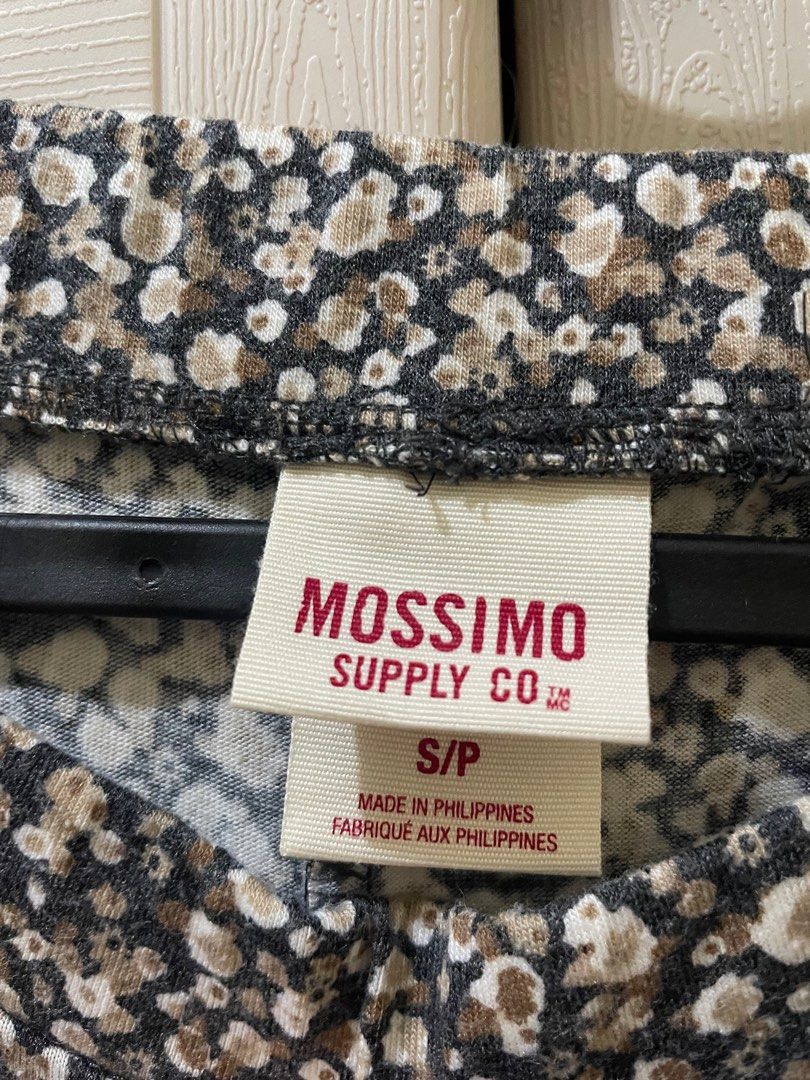 MOSSIMO
SUPPLY CO ™ MC
S/P
MADE IN PHILIPPINES
FABRIQUÉ AUX PHILIPPINES